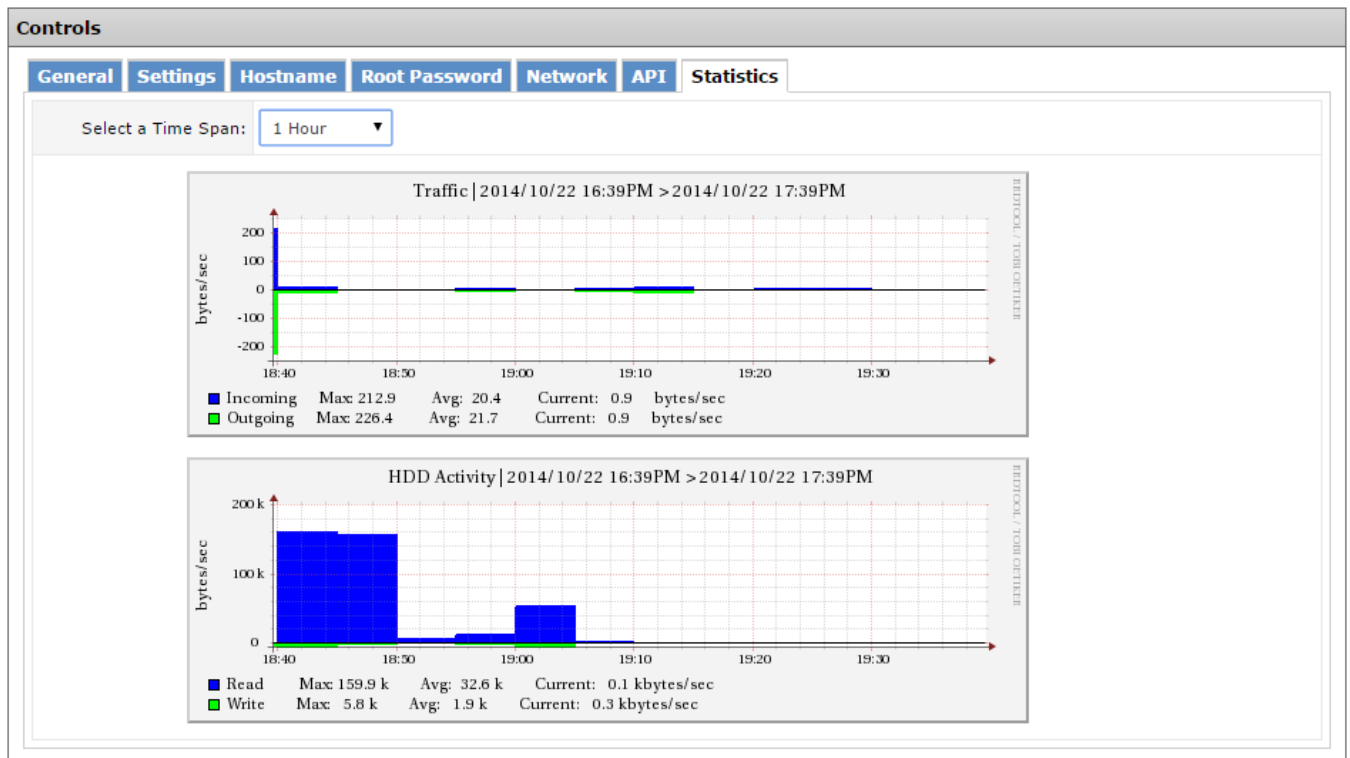 Controls
General Settings Hostname Root Password Network API Statistics
Select a Time Span: 1 Hour
Traffic | 2014/10/22 16:39PM > 2014/10/22 17:39PM
RRDTOOL / TOBI OETIKER
bytes/sec
200
100
0
-100
-200
18:40 18:50 19:00 19:10 19:20 19:30
Incoming Max: 212.9 Avg: 20.4 Current: 0.9 bytes/sec
Outgoing Max: 226.4 Avg: 21.7 Current: 0.9 bytes/sec
HDD Activity | 2014/10/22 16:39PM > 2014/10/22 17:39PM
RRDTOOL / TOBI OETIKER
bytes/sec
200 k
100 k
0
18:40 18:50 19:00 19:10 19:20 19:30
Read Max: 159.9 k Avg: 32.6 k Current: 0.1 kbytes/sec
Write Max: 5.8 k Avg: 1.9 k Current: 0.3 kbytes/sec